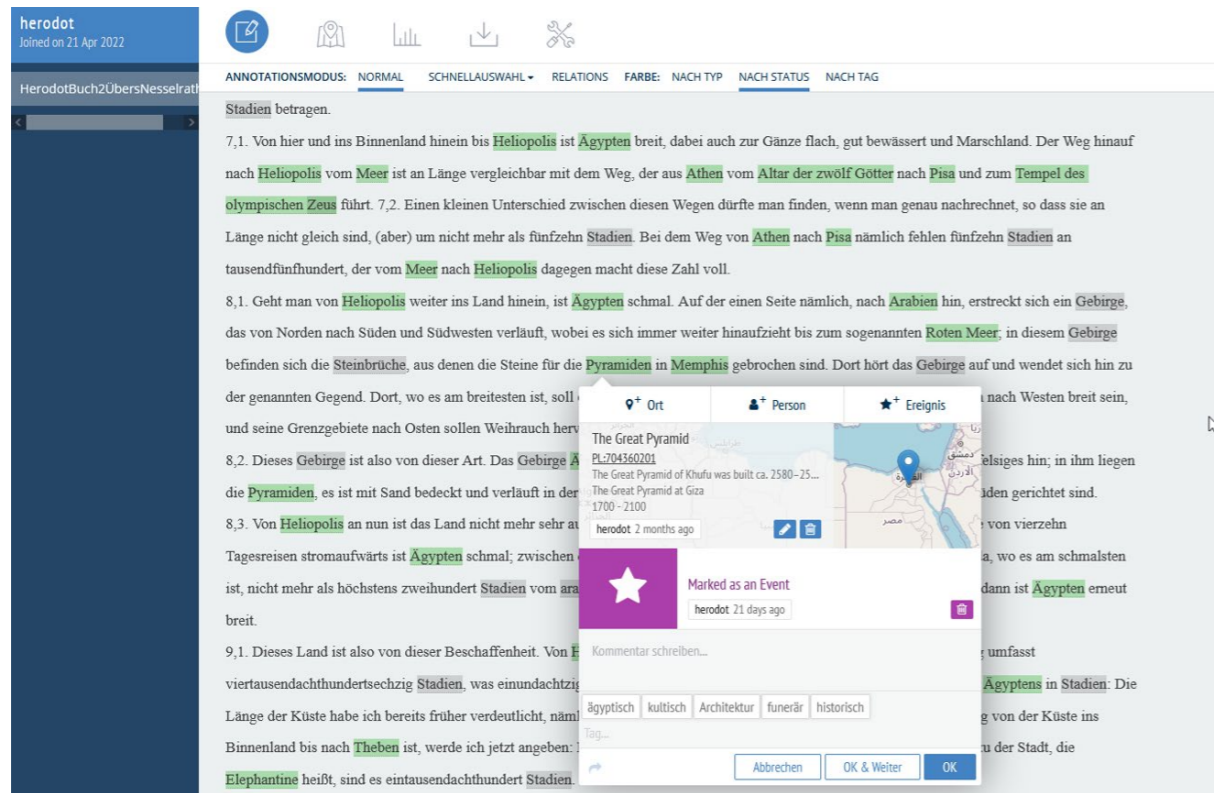 herodot
Joined on 21 Apr 2022
HerodotBuch2ÜbersNesselrath
ANNOTATIONSMODUS: NORMAL SCHNELLAUSWAHL RELATIONS FARBE: NACH TYP NACH STATUS NACH TAG
Stadien betragen.
7,1. Von hier und ins Binnenland hinein bis Heliopolis ist Ägypten breit, dabei auch zur Gänze flach, gut bewässert und Marschland. Der Weg hinauf
nach Heliopolis vom Meer ist an Länge vergleichbar mit dem Weg, der aus Athen vom Altar der zwölf Götter nach Pisa und zum Tempel des
olympischen Zeus führt. 7,2. Einen kleinen Unterschied zwischen diesen Wegen dürfte man finden, wenn man genau nachrechnet, so dass sie an
Länge nicht gleich sind, (aber) um nicht mehr als fünfzehn Stadien. Bei dem Weg von Athen nach Pisa nämlich fehlen fünfzehn Stadien an
tausendfünfhundert, der vom Meer nach Heliopolis dagegen macht diese Zahl voll.
8,1. Geht man von Heliopolis weiter ins Land hinein, ist Ägypten schmal. Auf der einen Seite nämlich, nach Arabien hin, erstreckt sich ein Gebirge,
das von Norden nach Süden und Südwesten verläuft, wobei es sich immer weiter hinaufzieht bis zum sogenannten Roten Meer; in diesem Gebirge
befinden sich die Steinbrüche, aus denen die Steine für die Pyramiden in Memphis gebrochen sind. Dort hört das Gebirge auf und wendet sich hin zu
der genannten Gegend. Dort, wo es am breitesten ist, soll nach Westen breit sein,
und seine Grenzgebiete nach Osten sollen Weihrauch herv
8,2. Dieses Gebirge ist also von dieser Art. Das Gebirge Ä felsiges hin; in ihm liegen
die Pyramiden, es ist mit Sand bedeckt und verläuft in der üden gerichtet sind.
8,3. Von Heliopolis an nun ist das Land nicht mehr sehr au von vierzehn
Tagesreisen stromaufwärts ist Ägypten schmal; zwischen a, wo es am schmalsten
ist, nicht mehr als höchstens zweihundert Stadien vom ara dann ist Ägypten erneut
breit.
9,1. Dieses Land ist also von dieser Beschaffenheit. Von H umfasst
viertausendachthundertsechzig Stadien, was einundachtzig Ägyptens in Stadien: Die
Länge der Küste habe ich bereits früher verdeutlicht, näml g von der Küste ins
Binnenland bis nach Theben ist, werde ich jetzt angeben: zu der Stadt, die
Elephantine heißt, sind es eintausendachthundert Stadien.
Ort Person Ereignis
The Great Pyramid
PL:704360201
The Great Pyramid of Khufu was built ca. 2580–25...
The Great Pyramid at Giza
1700 - 2100
herodot 2 months ago
دمشق
الأردن
مصر
Marked as an Event
herodot 21 days ago
Kommentar schreiben...
ägyptisch kultisch Architektur funerär historisch
Tag...
Abbrechen OK & Weiter OK